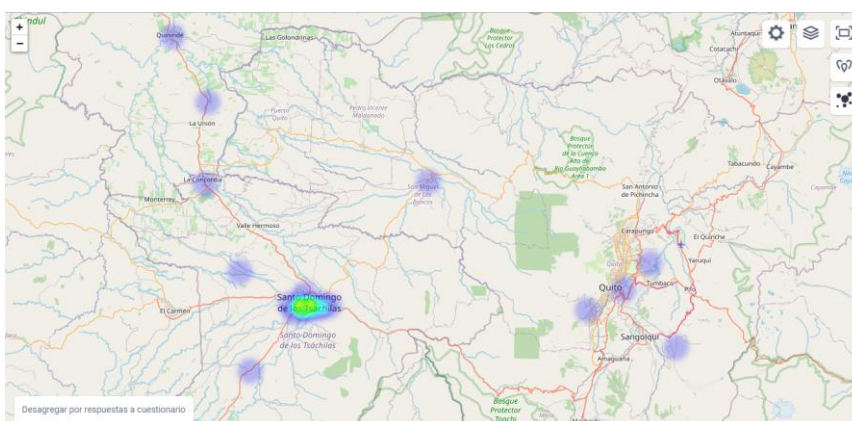 +
−
Quinindé
Las Golondrinas
Bosque
Protector
Los Cedros
Cotacachi
Otavalo
La Unión
Puerto
Quito
Pedro Vicente
Maldonado
Bosque
Protector
de la Cuenca
Alta del
Río Guayllabamba
Área 1
Tabacundo
Cayambe
La Concordia
San Miguel
de Los
Bancos
San Antonio
de Pichincha
Monterrey
Valle Hermoso
Carapungo
El Quinche
Yaruquí
Quito
Quito
Tumbaco
Pifo
El Carmen
Santo Domingo
de los Tsáchilas
Santo Domingo
de los Tsáchilas
Sangolquí
Amaguaña
Bosque
Protector
Toachi
Desagregar por respuestas a cuestionario